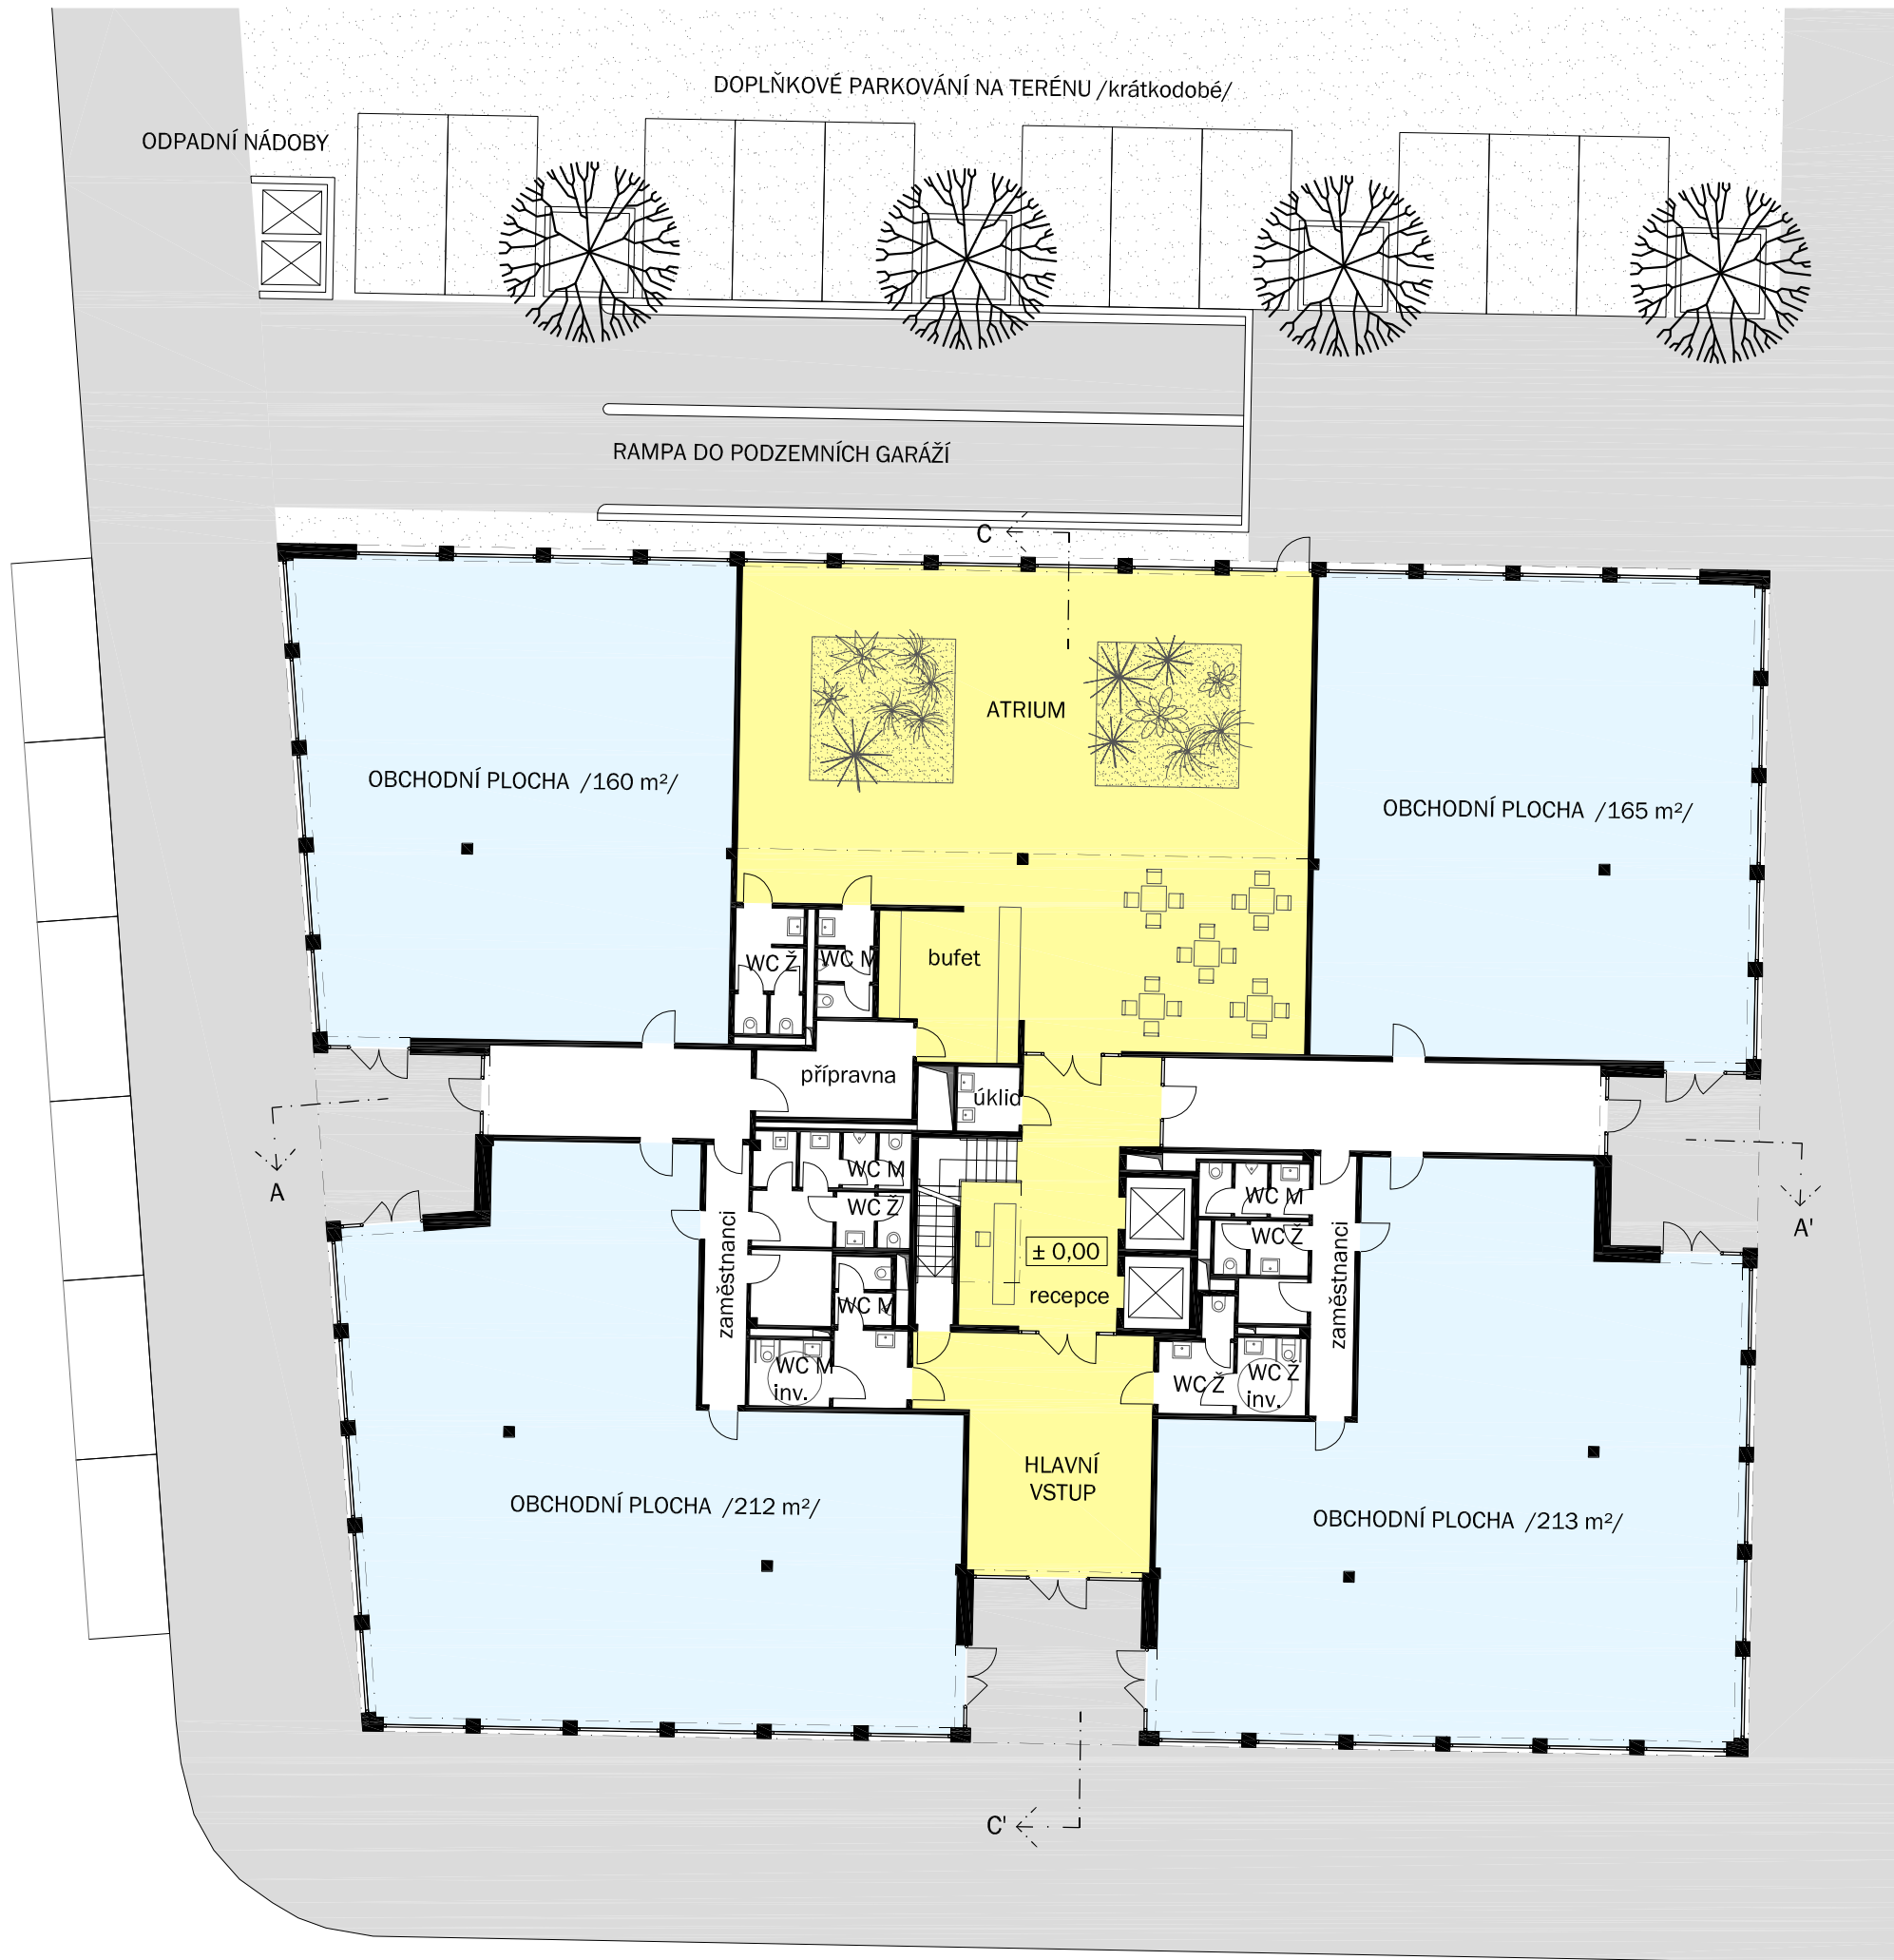 DOPLŇKOVÉ PARKOVÁNÍ NA TERÉNU /krátkodobé/
ODPADNÍ NÁDOBY
RAMPA DO PODZEMNÍCH GARÁŽÍ
C
ATRIUM
OBCHODNÍ PLOCHA /160 m²/
OBCHODNÍ PLOCHA /165 m²/
WC Ž
WC M
bufet
přípravna
úklid
WC M
WC Ž
WC M
WC Ž
A
A'
zaměstnanci
± 0,00
recepce
zaměstnanci
WC M
WC M
inv.
WC Ž
WC Ž
inv.
HLAVNÍ
VSTUP
OBCHODNÍ PLOCHA /212 m²/
OBCHODNÍ PLOCHA /213 m²/
C'